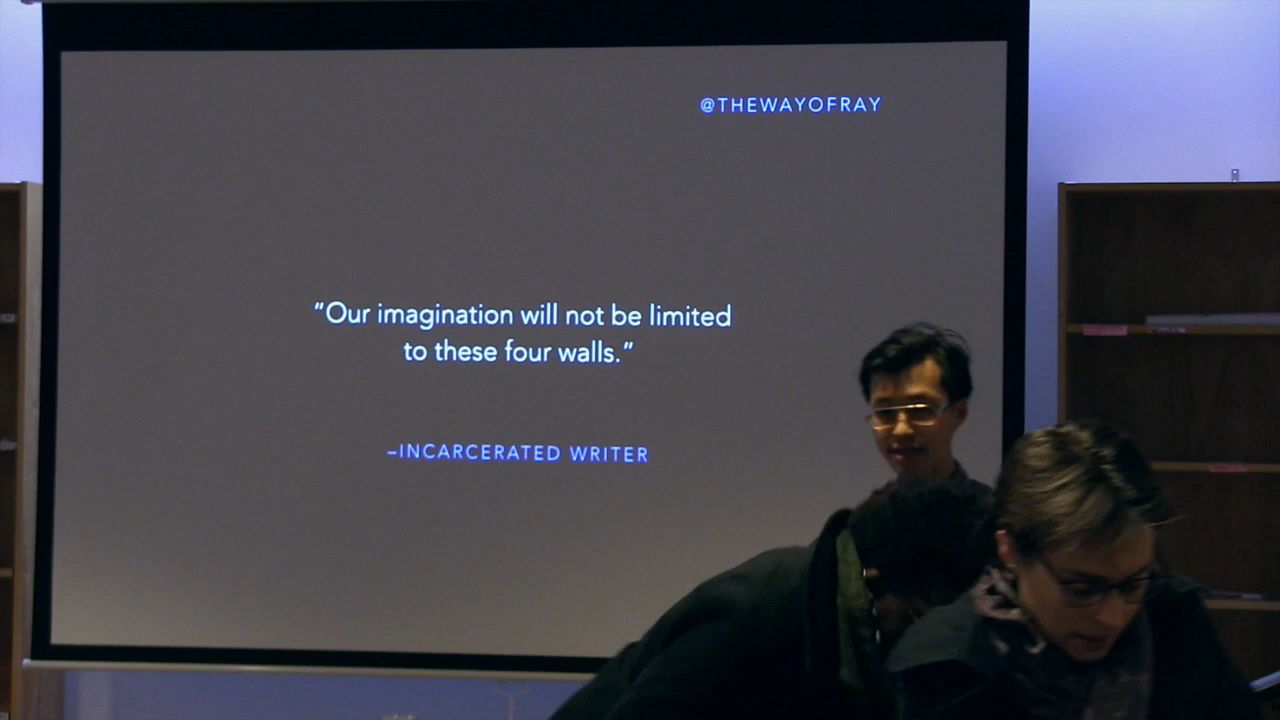 @THEWAYOFRAY
"Our imagination will not be limited
to these four walls."
–INCARCERATED WRITER